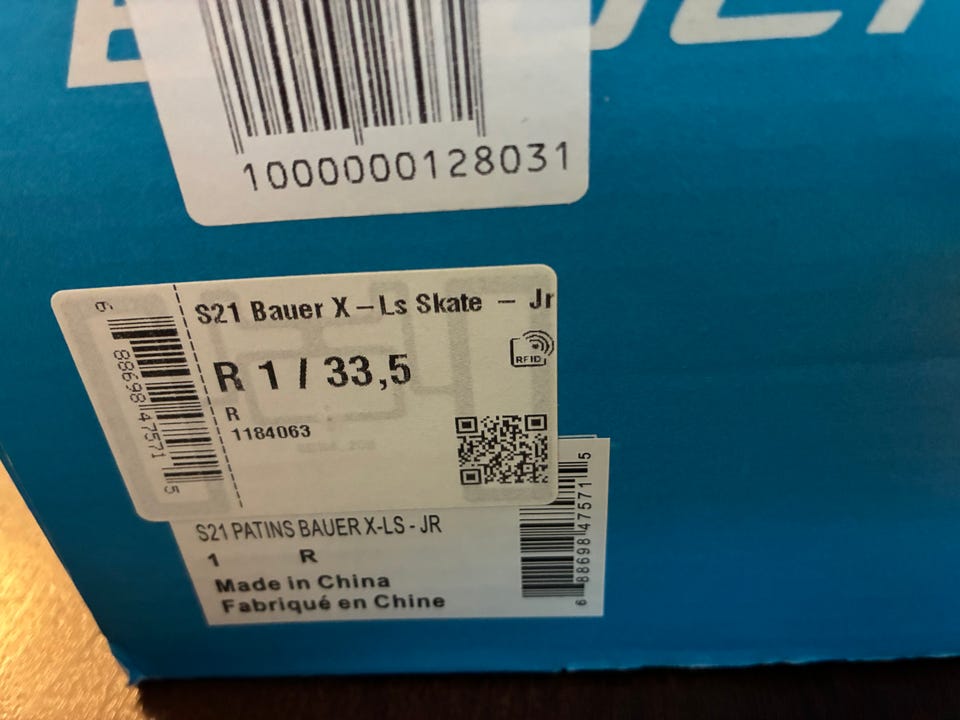 1000000128031
S21 Bauer X – Ls Skate – Jr
R 1 / 33,5
RFID
R
1184063
6 88698 47571 5
S21 PATINS BAUER X-LS - JR
1 R
Made in China
Fabriqué en Chine
6 88698 47571 5